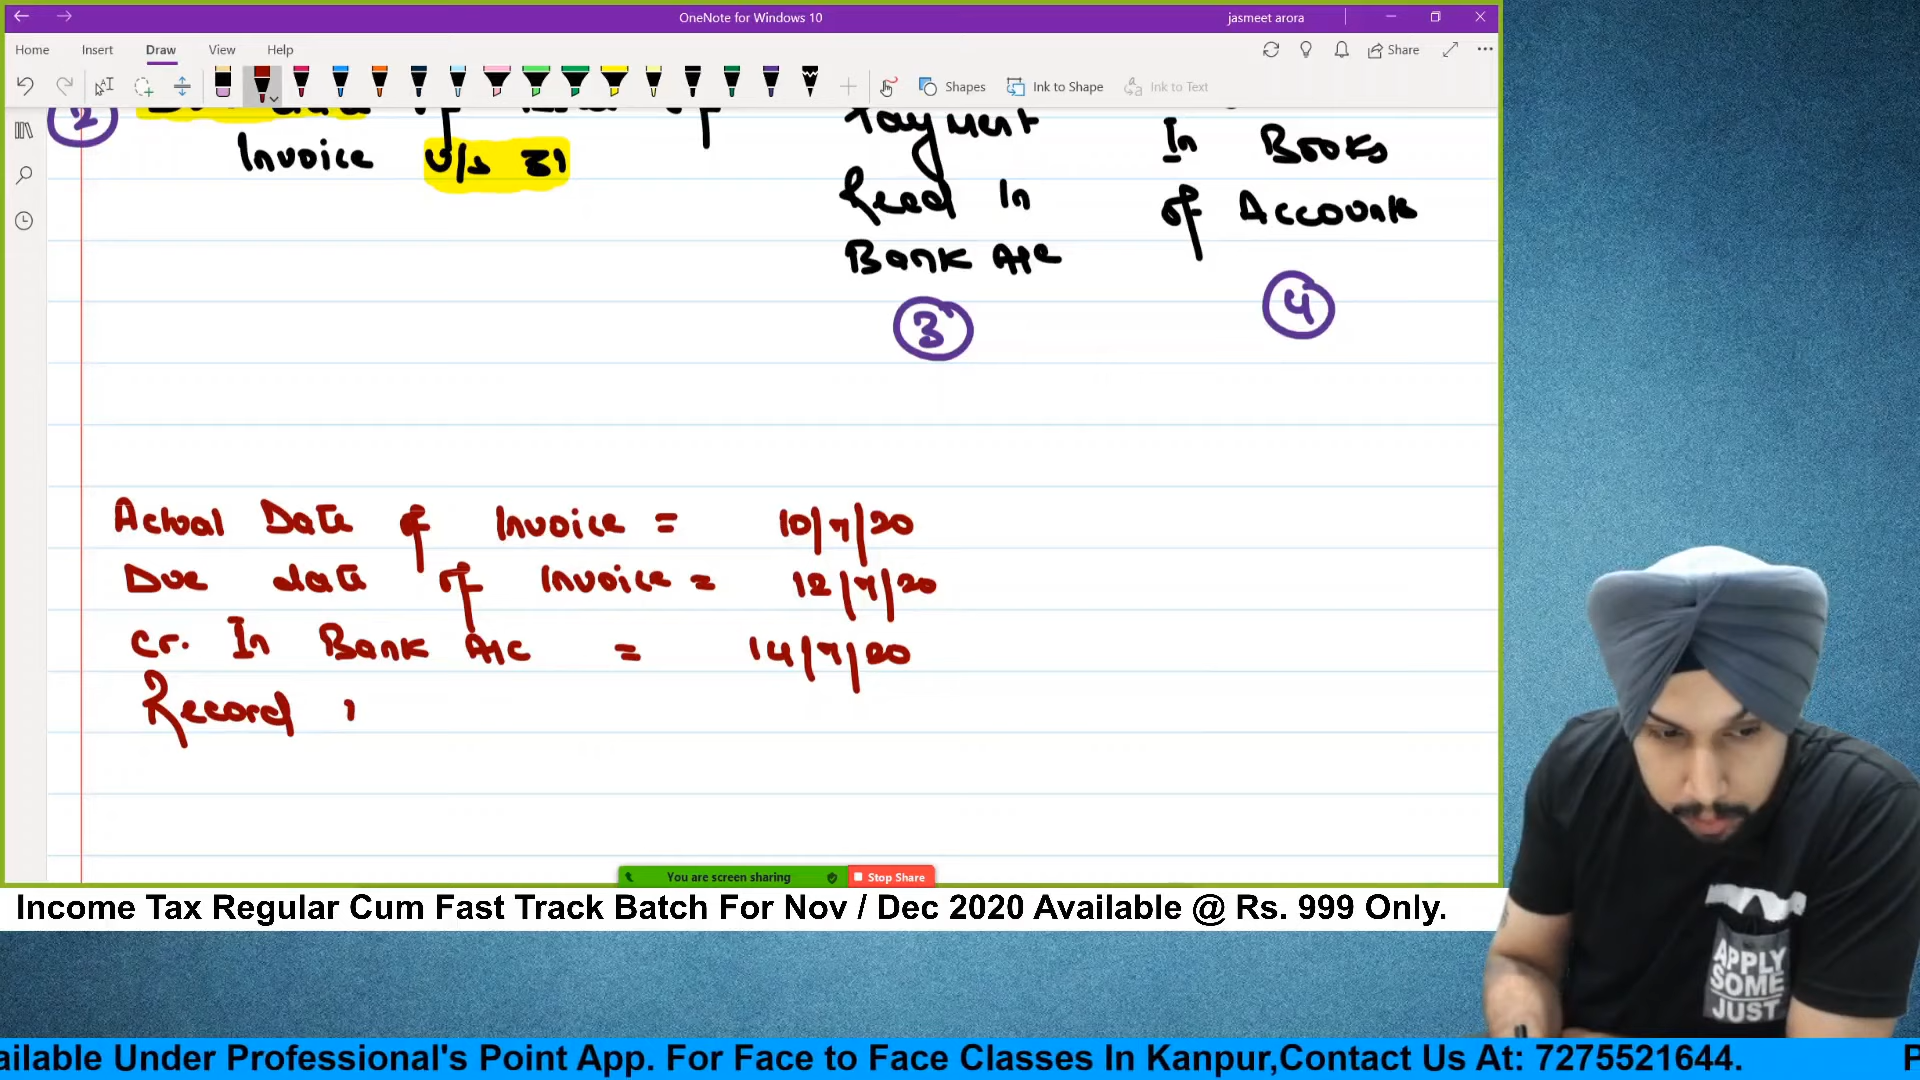 OneNote for Windows 10
jasmeet arora
Home Insert Draw View Help
Share
Shapes
Ink to Shape
Ink to Text
2
Invoice U/s 31
Payment
Recd In
Bank A/c
3
In Books
of Accounts
4
Actual Date of Invoice = 10/7/20
Due date of Invoice = 12/7/20
Cr. In Bank A/c = 14/7/20
Record
You are screen sharing
Stop Share
Income Tax Regular Cum Fast Track Batch For Nov / Dec 2020 Available @ Rs. 999 Only.
APPLY
SOME
JUST
ailable Under Professional's Point App. For Face to Face Classes In Kanpur,Contact Us At: 7275521644. P